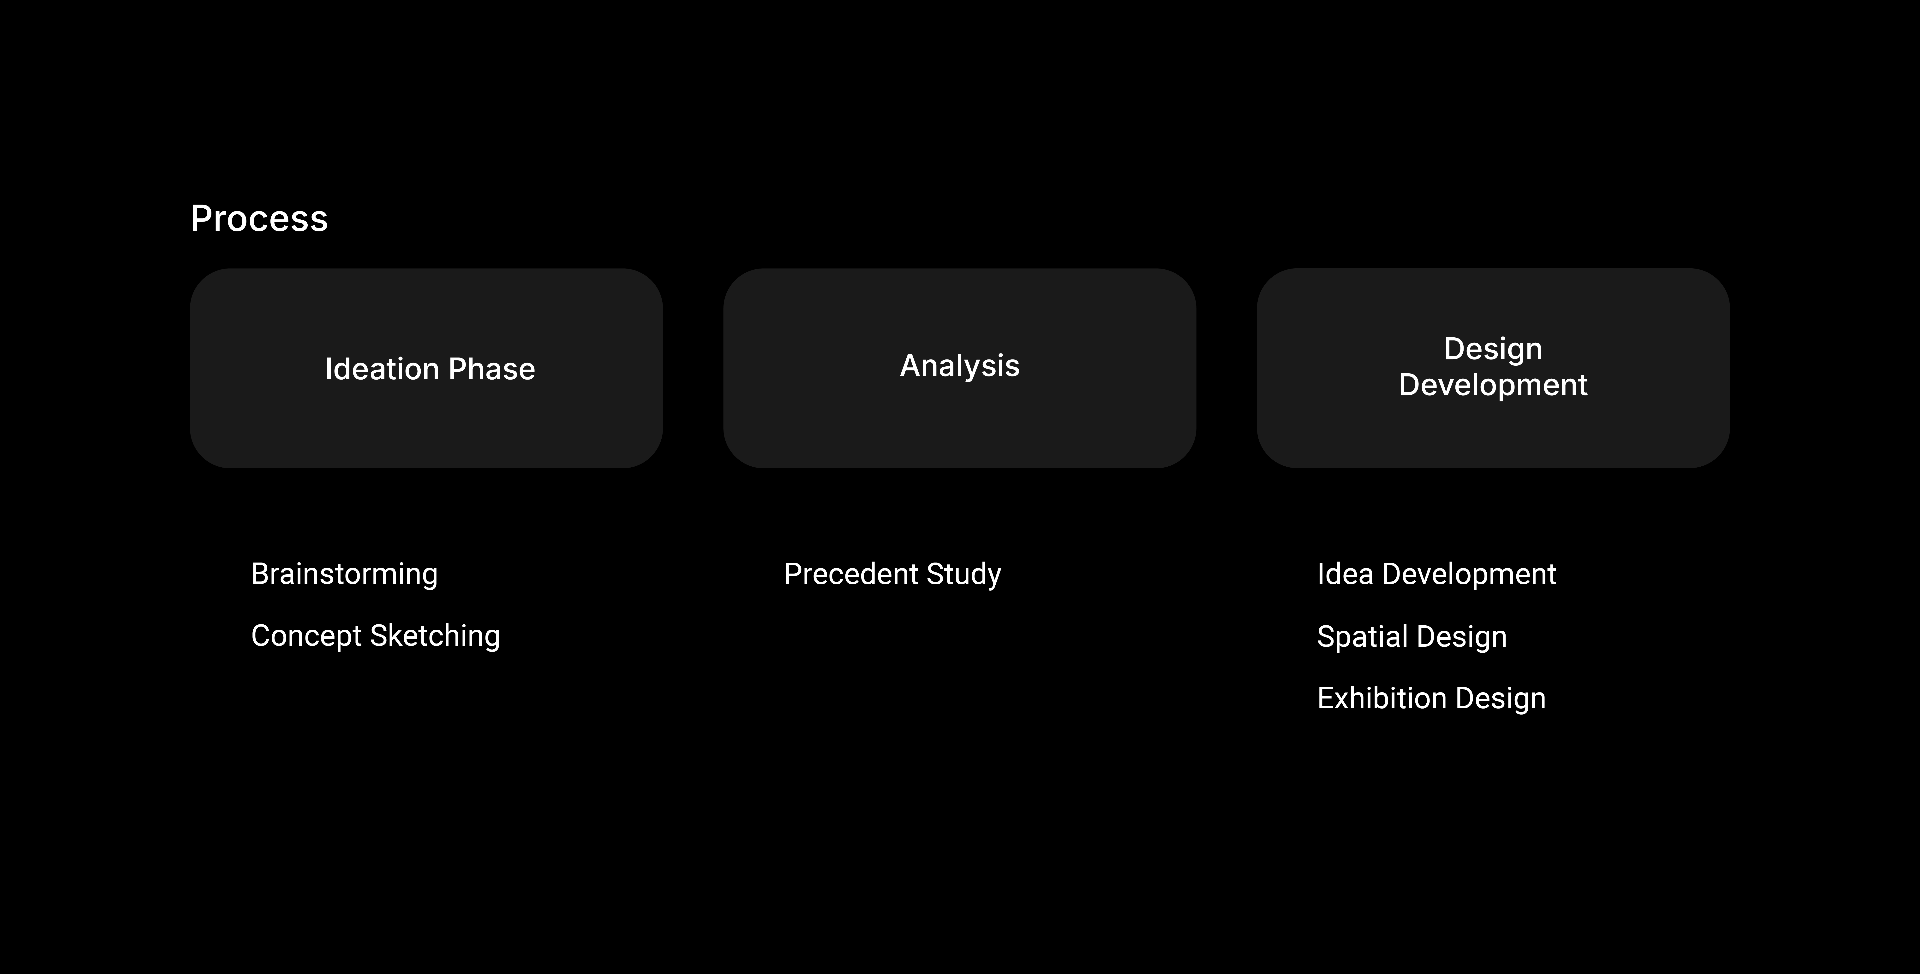 Process
Ideation Phase
Analysis
Design
Development
Brainstorming
Concept Sketching
Precedent Study
Idea Development
Spatial Design
Exhibition Design